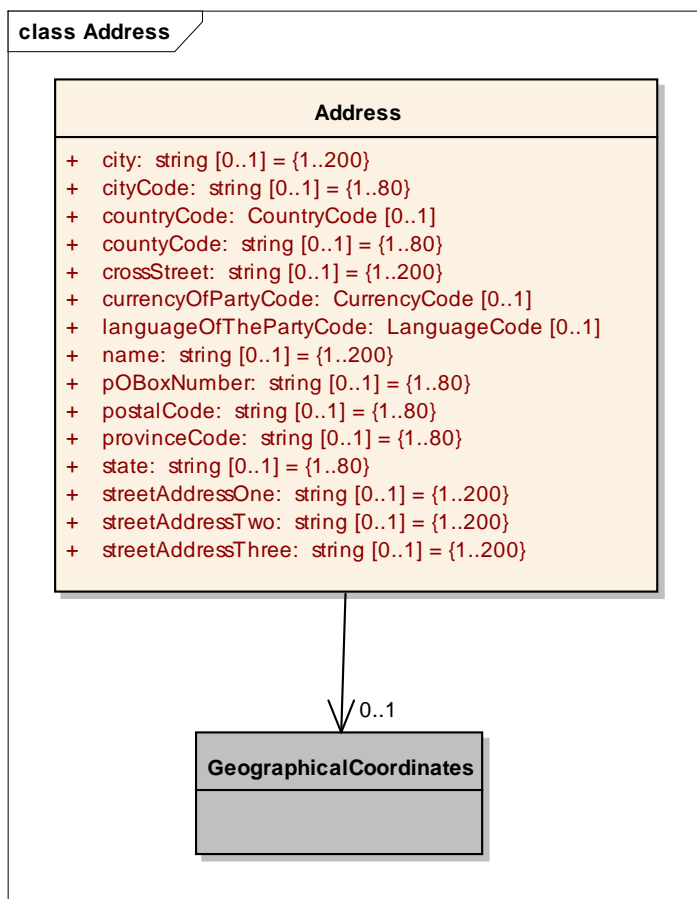 class Address
Address
+ city: string [0..1] = {1..200}
+ cityCode: string [0..1] = {1..80}
+ countryCode: CountryCode [0..1]
+ countyCode: string [0..1] = {1..80}
+ crossStreet: string [0..1] = {1..200}
+ currencyOfPartyCode: CurrencyCode [0..1]
+ languageOfThePartyCode: LanguageCode [0..1]
+ name: string [0..1] = {1..200}
+ pOBoxNumber: string [0..1] = {1..80}
+ postalCode: string [0..1] = {1..80}
+ provinceCode: string [0..1] = {1..80}
+ state: string [0..1] = {1..80}
+ streetAddressOne: string [0..1] = {1..200}
+ streetAddressTwo: string [0..1] = {1..200}
+ streetAddressThree: string [0..1] = {1..200}
0..1
GeographicalCoordinates